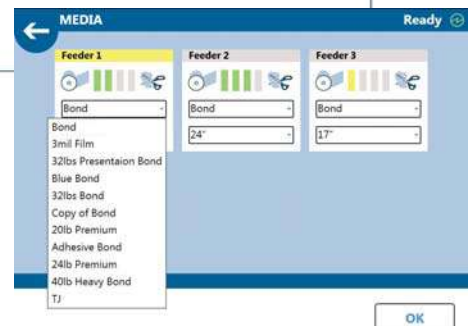 MEDIA
Ready
Feeder 1
Feeder 2
Feeder 3
Bond
Bond
Bond
24"
17"
Bond
3mil Film
32lbs Presentaion Bond
Blue Bond
32lbs Bond
Copy of Bond
20lb Premium
Adhesive Bond
24lb Premium
40lb Heavy Bond
TJ
OK